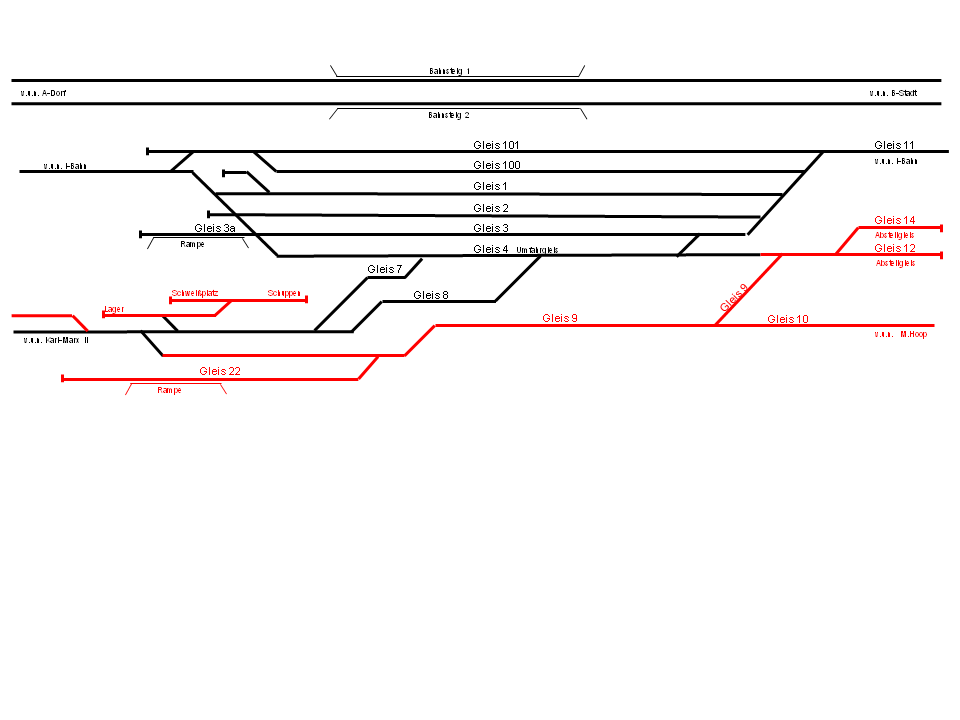 Bahnsteig 1
v.u.n. A-Dorf
v.u.n. B-Stadt
Bahnsteig 2
Gleis 101
Gleis 11
v.u.n. I-Bahn
Gleis 100
v.u.n. I-Bahn
Gleis 1
Gleis 2
Gleis 14
Gleis 3a
Gleis 3
Abstellgleis
Rampe
Gleis 4 Umfahrgleis
Gleis 12
Abstellgleis
Gleis 7
Schweißplatz
Schuppen
Gleis 8
Gleis 9
Lager
Gleis 9
Gleis 10
v.u.n. Karl-Marx II
v.u.n. M.Hoop
Gleis 22
Rampe